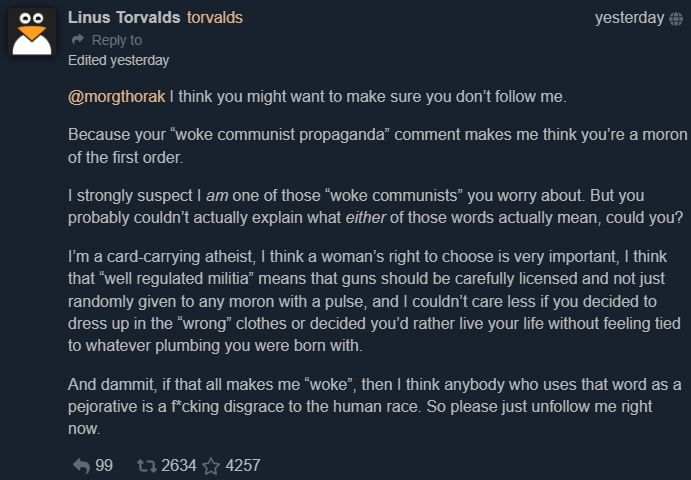 Linus Torvalds torvalds yesterday
Reply to
Edited yesterday
@morgthorak I think you might want to make sure you don’t follow me.
Because your “woke communist propaganda” comment makes me think you’re a moron
of the first order.
I strongly suspect I am one of those “woke communists” you worry about. But you
probably couldn’t actually explain what either of those words actually mean, could you?
I’m a card-carrying atheist, I think a woman’s right to choose is very important, I think
that “well regulated militia” means that guns should be carefully licensed and not just
randomly given to any moron with a pulse, and I couldn’t care less if you decided to
dress up in the “wrong” clothes or decided you’d rather live your life without feeling tied
to whatever plumbing you were born with.
And dammit, if that all makes me “woke”, then I think anybody who uses that word as a
pejorative is a f*cking disgrace to the human race. So please just unfollow me right
now.
99 2634 4257